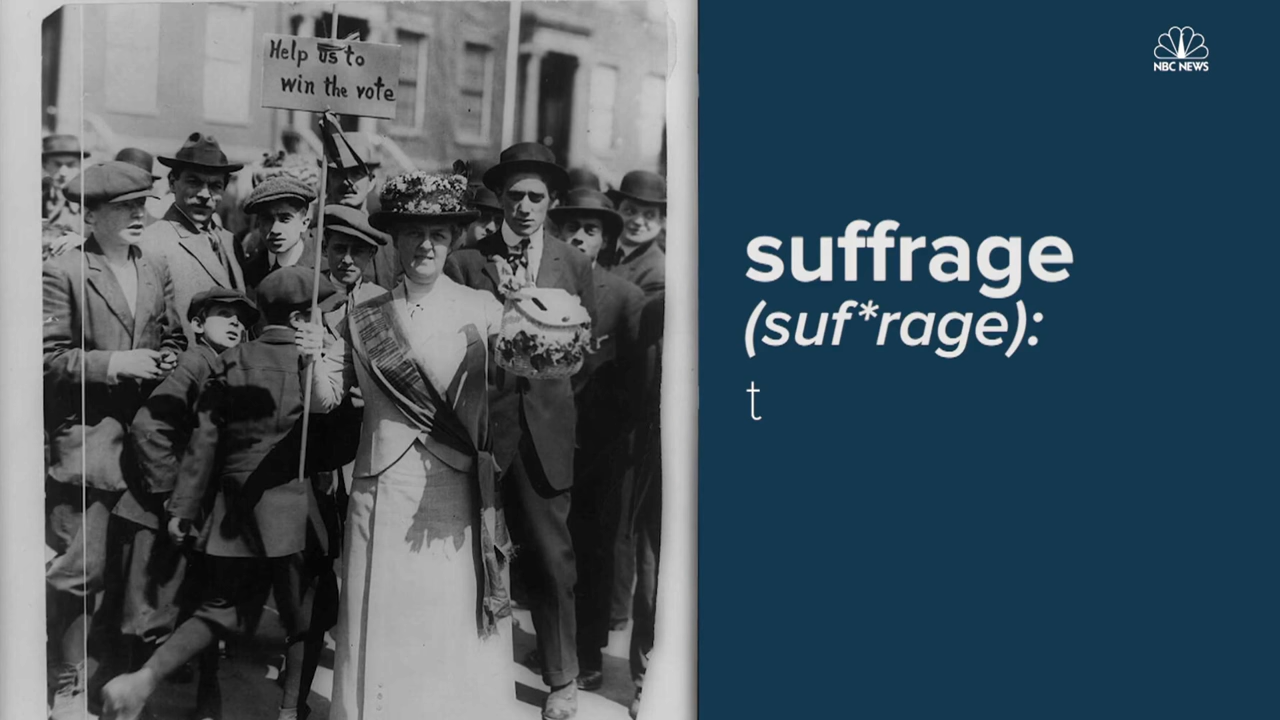 Help us to
win the vote
NBC NEWS
suffrage
(suf*rage):
t